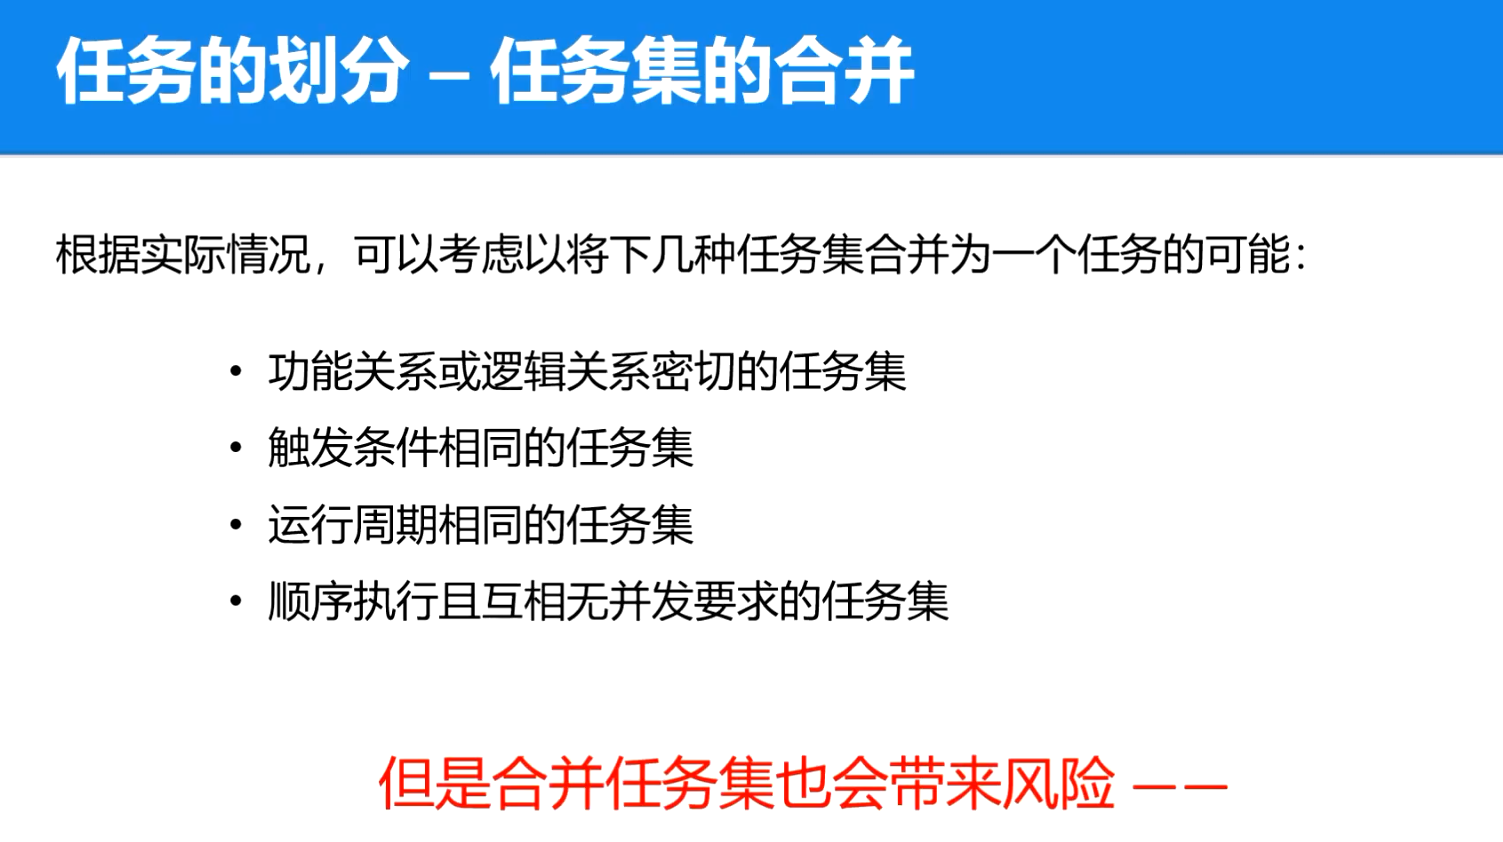 任务的划分 – 任务集的合并
根据实际情况，可以考虑以将下几种任务集合并为一个任务的可能：
• 功能关系或逻辑关系密切的任务集
• 触发条件相同的任务集
• 运行周期相同的任务集
• 顺序执行且互相无并发要求的任务集
但是合并任务集也会带来风险 ——